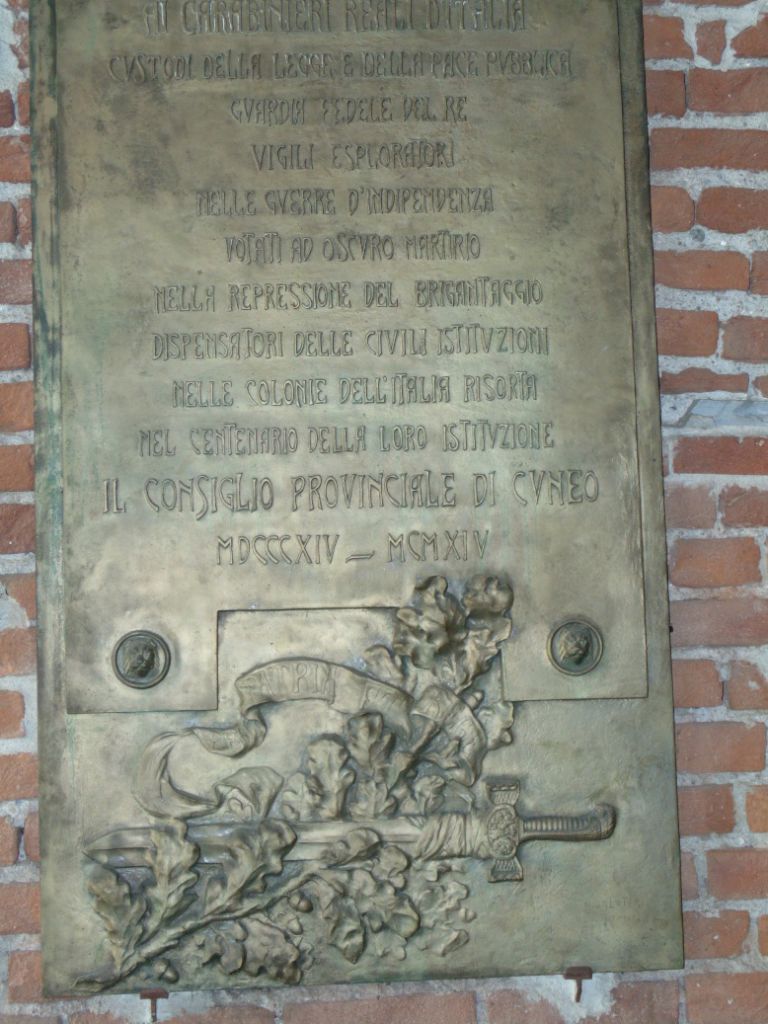 AI CARABINIERI REALI D'ITALIA
CVSTODI DELLA LEGGE E DELLA PACE PVBBLICA
GVARDIA FEDELE DEL RE
VIGILI ESPLORATORI
NELLE GVERRE D'INDIPENDENZA
VOTATI AD OSCVRO MARTIRIO
NELLA REPRESSIONE DEL BRIGANTAGGIO
DISPENSATORI DELLE CIVILI ISTITVZIONI
NELLE COLONIE DELL'ITALIA RISORTA
NEL CENTENARIO DELLA LORO ISTITVZIONE
IL CONSIGLIO PROVINCIALE DI CVNEO
MDCCCXIV – MCMXIV